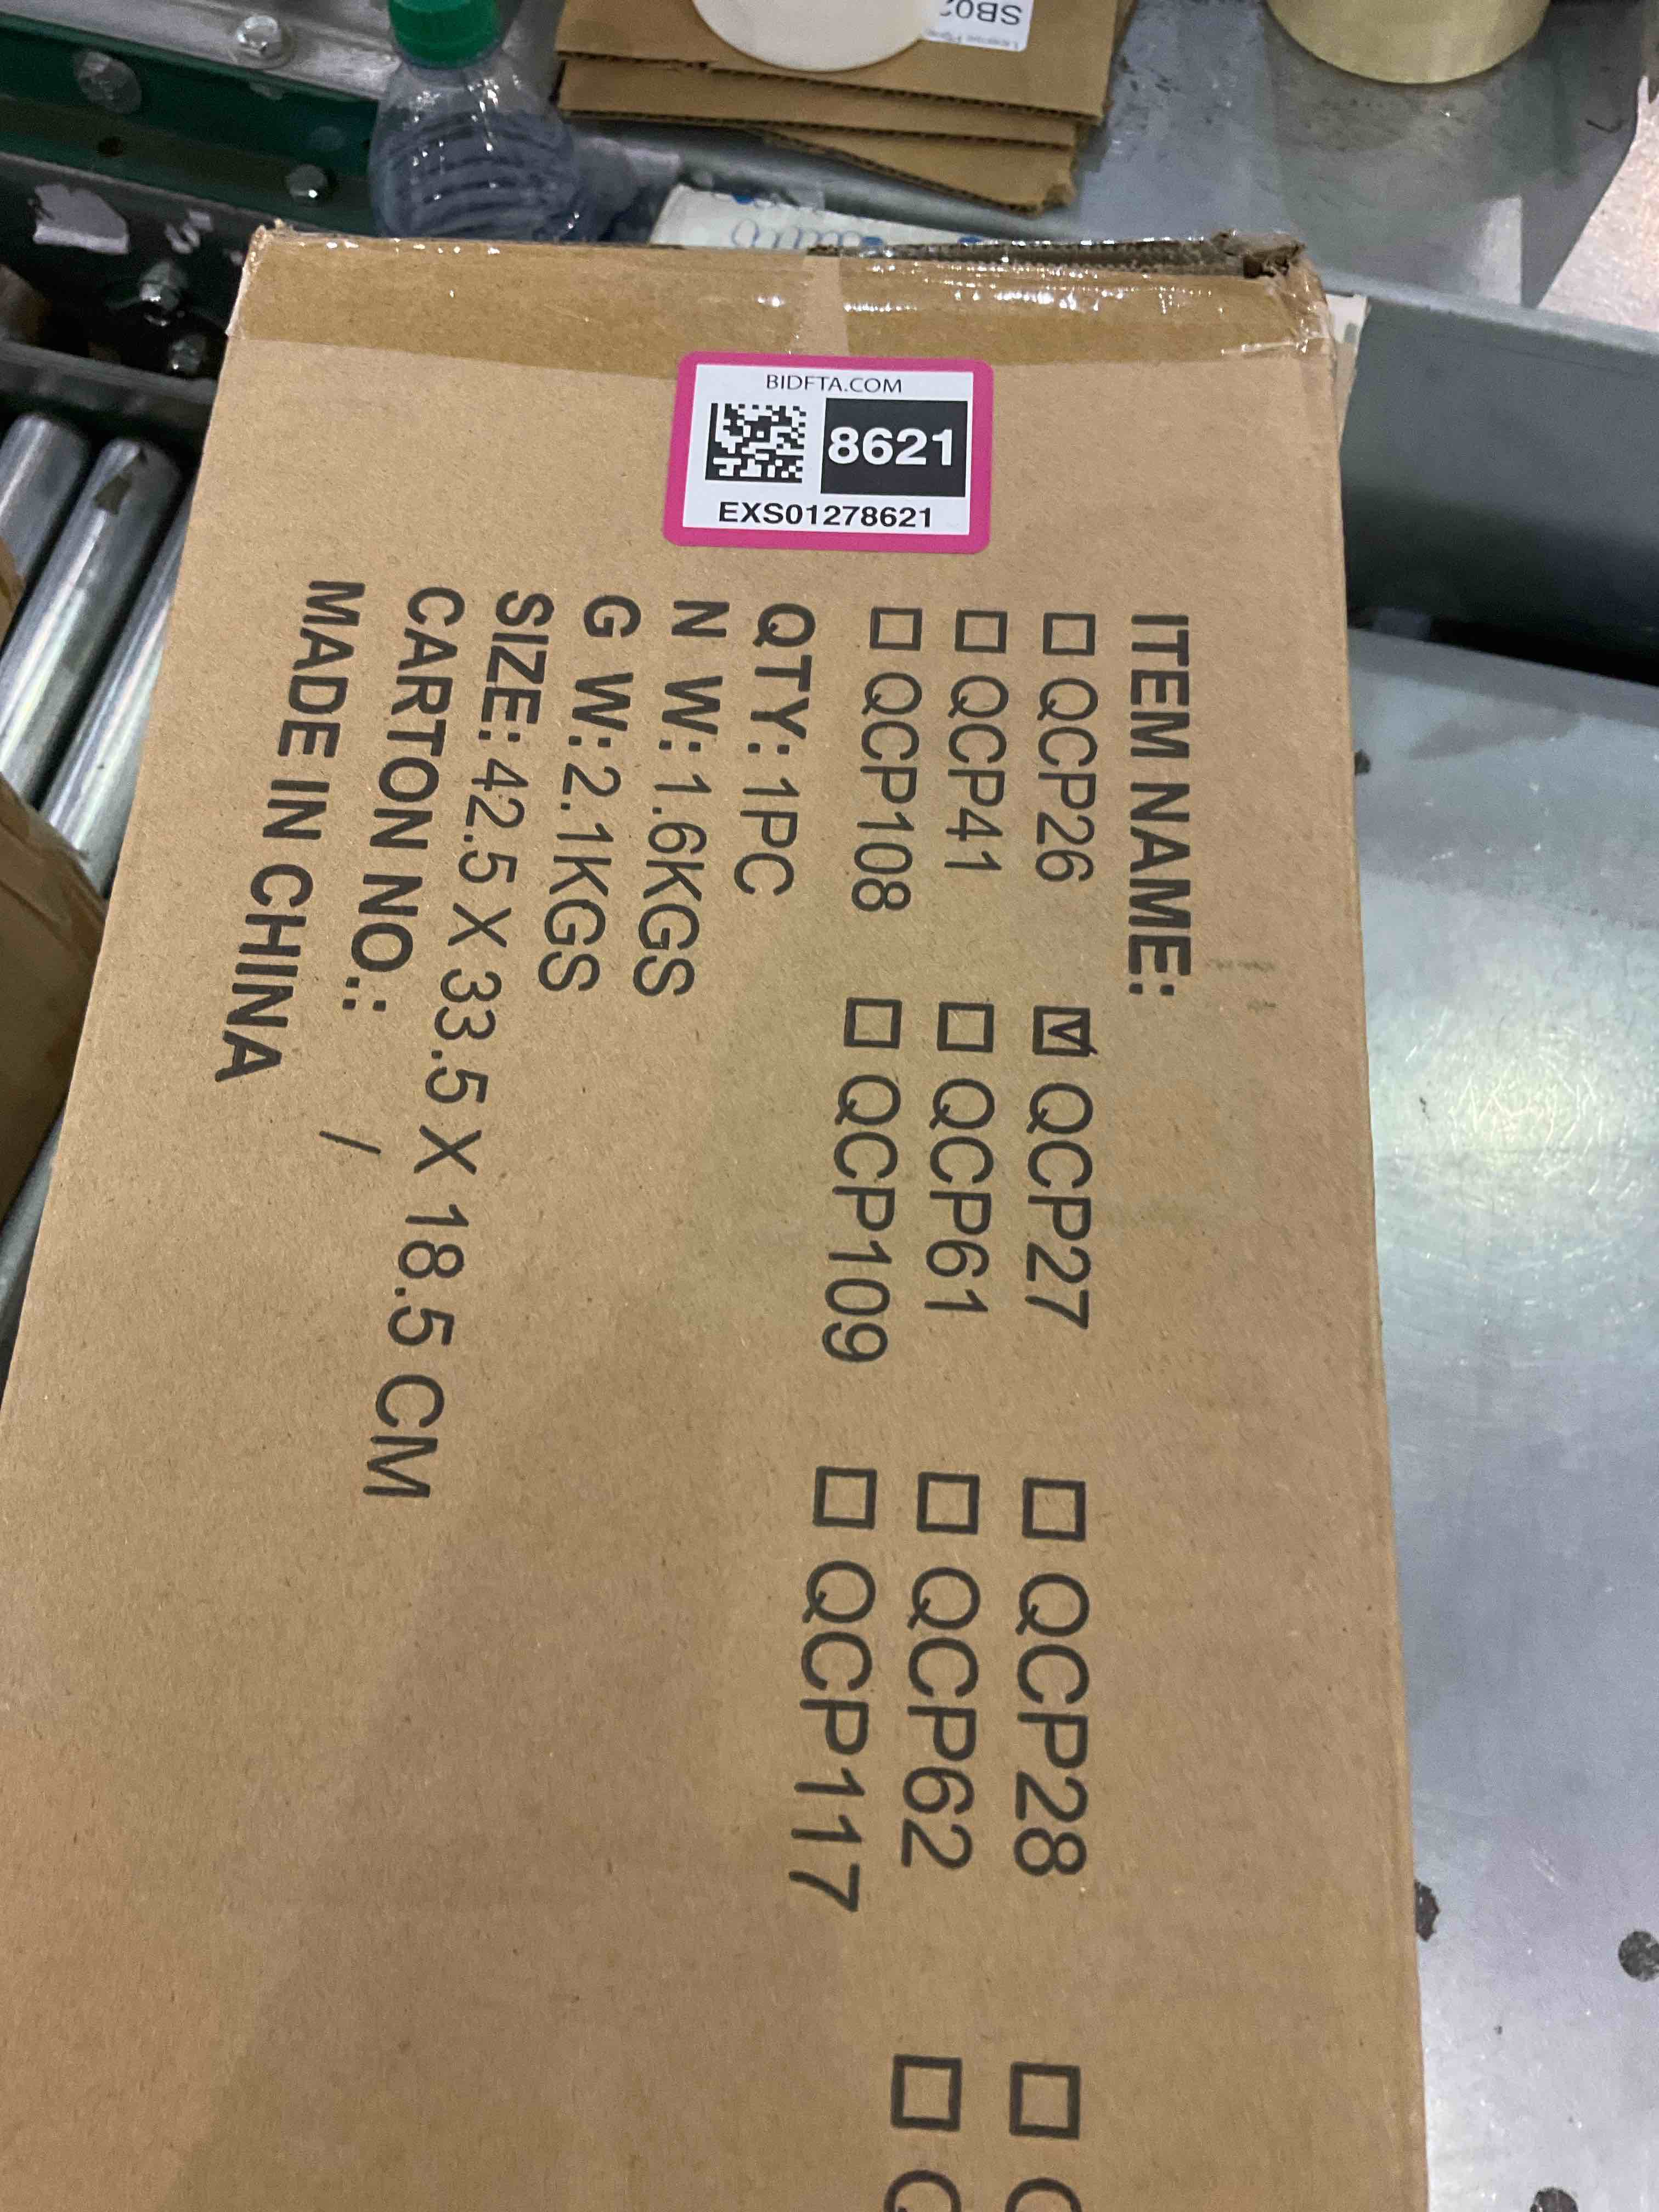 SB02
BIDFTA.COM
8621
EXS01278621
ITEM NAME:
☐ QCP26 ☑ QCP27 ☐ QCP28 ☐
☐ QCP41 ☐ QCP61 ☐ QCP62 ☐ Q
☐ QCP108 ☐ QCP109 ☐ QCP117
QTY: 1PC
N W: 1.6KGS
G W: 2.1KGS
SIZE: 42.5 X 33.5 X 18.5 CM
CARTON NO.: /
MADE IN CHINA